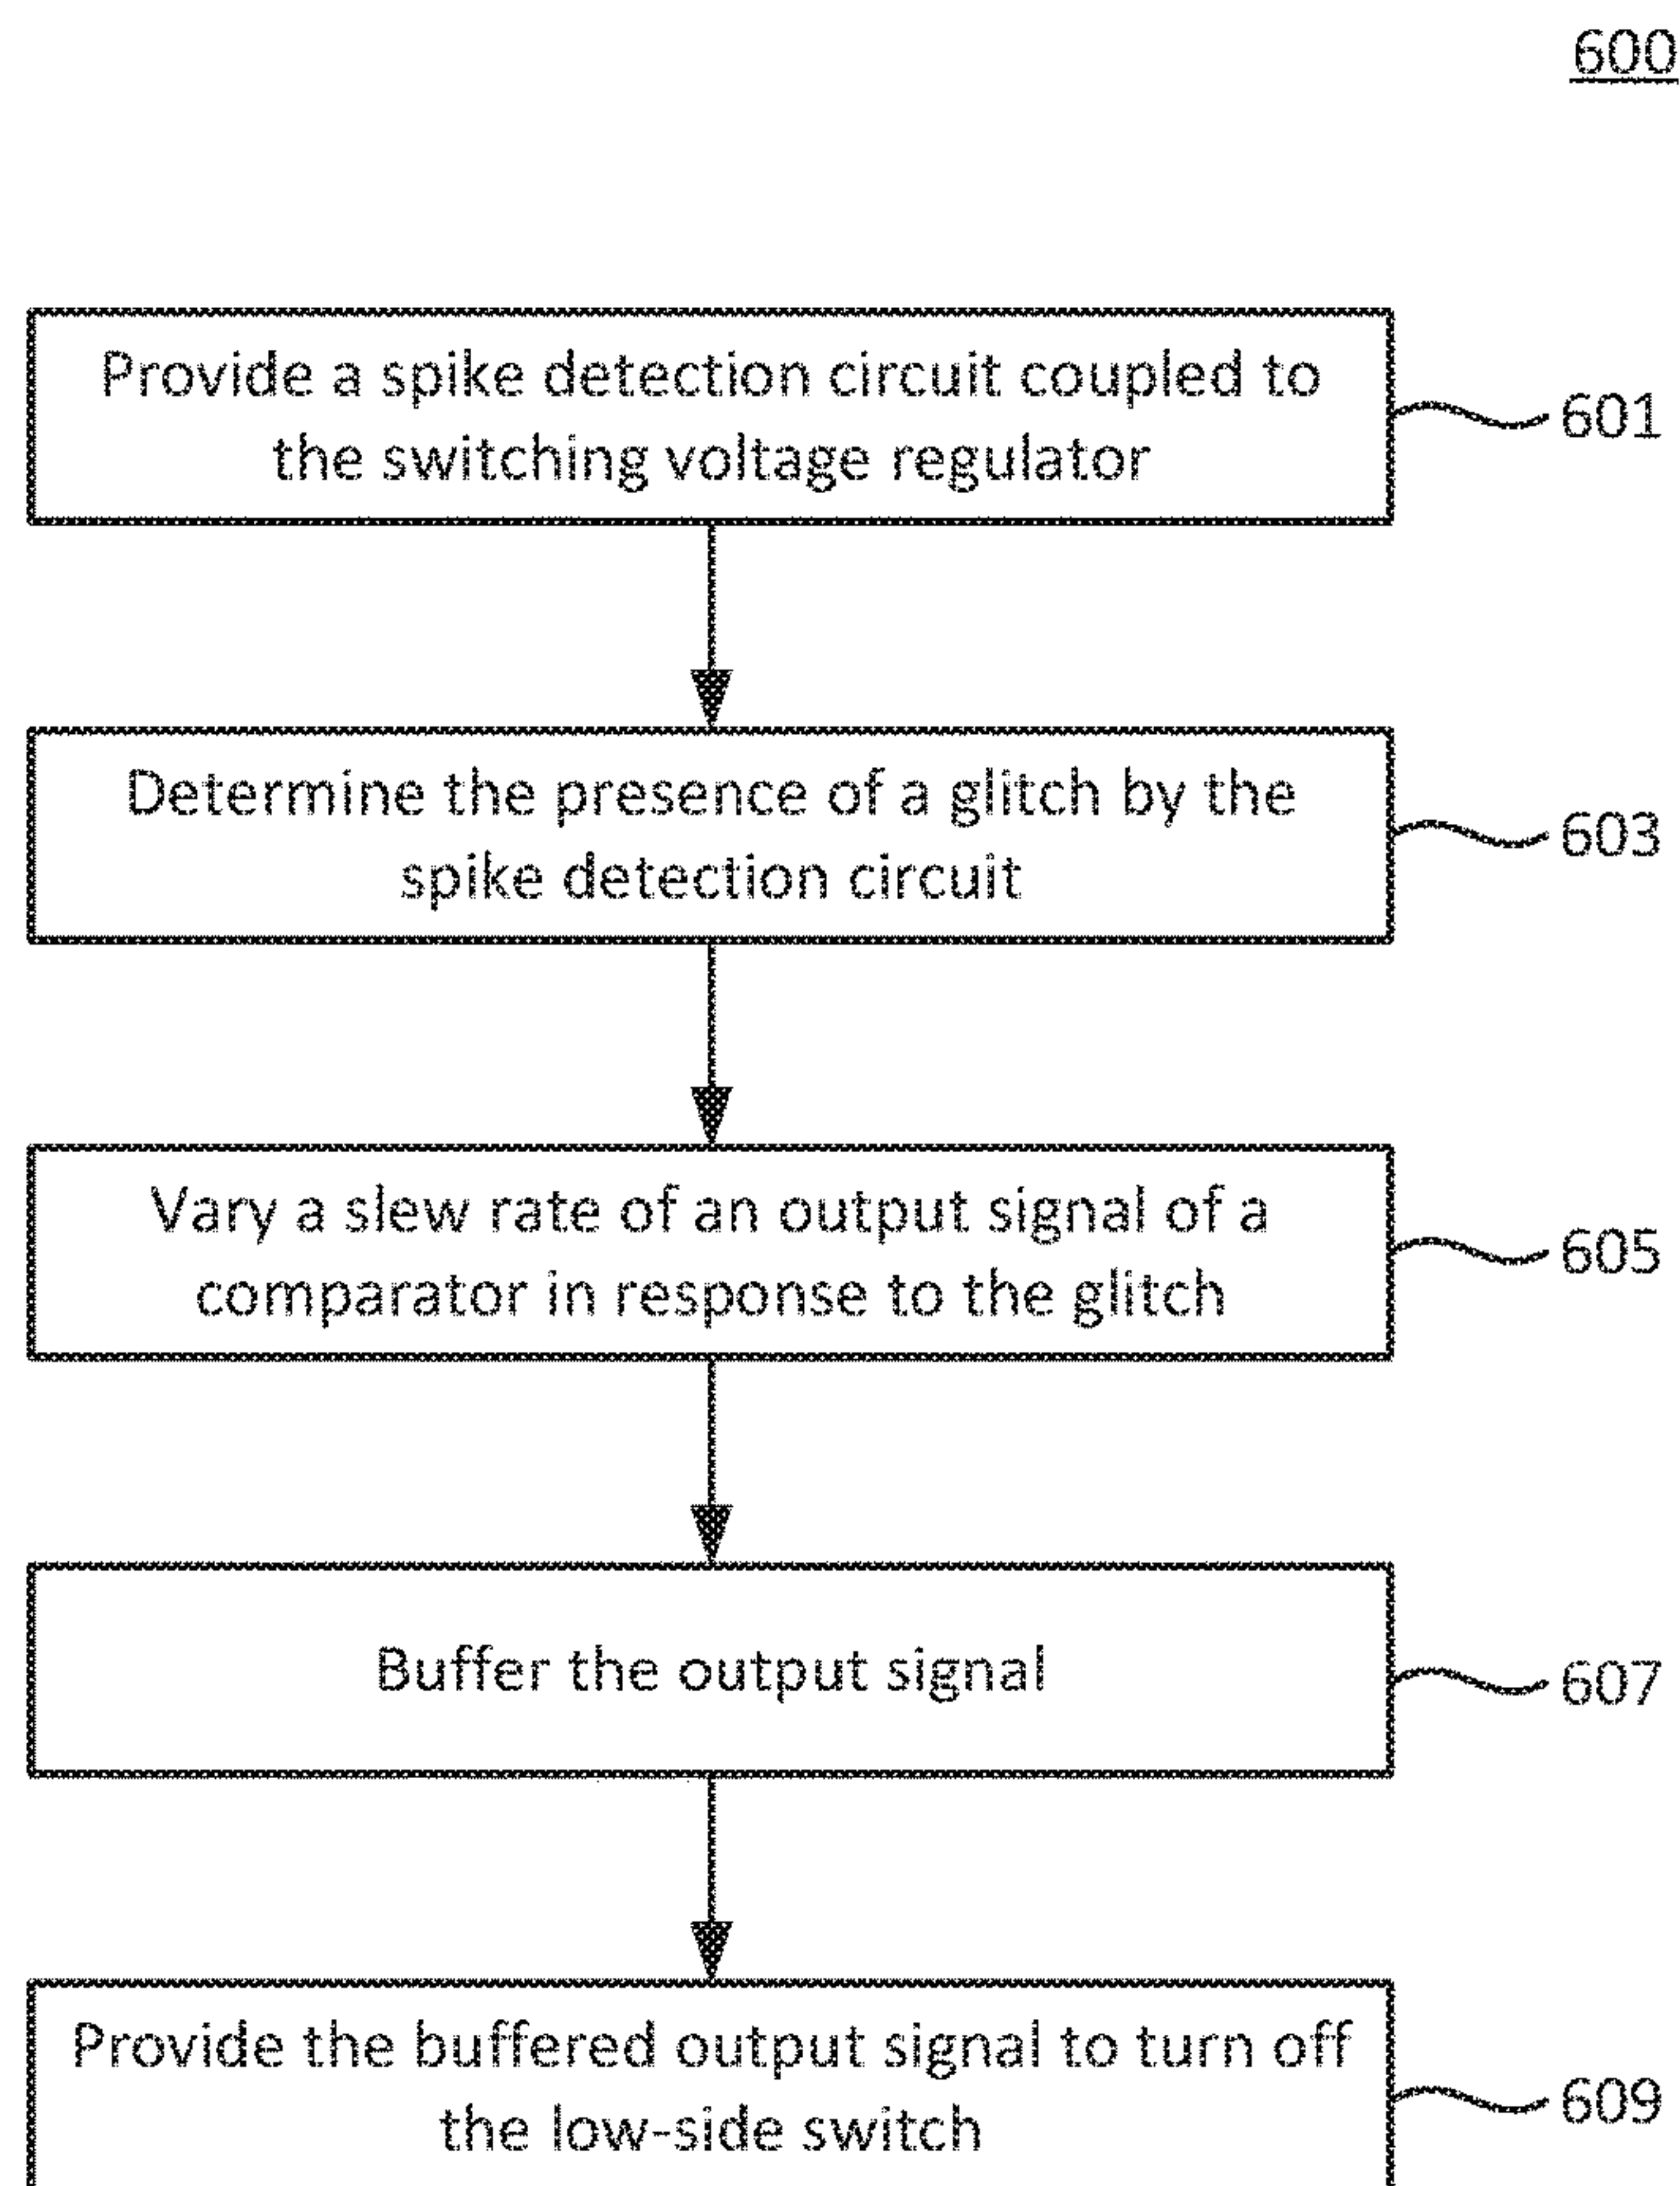 600
Provide a spike detection circuit coupled to
the switching voltage regulator
601
Determine the presence of a glitch by the
spike detection circuit
603
Vary a slew rate of an output signal of a
comparator in response to the glitch
605
Buffer the output signal
607
Provide the buffered output signal to turn off
the low-side switch
609